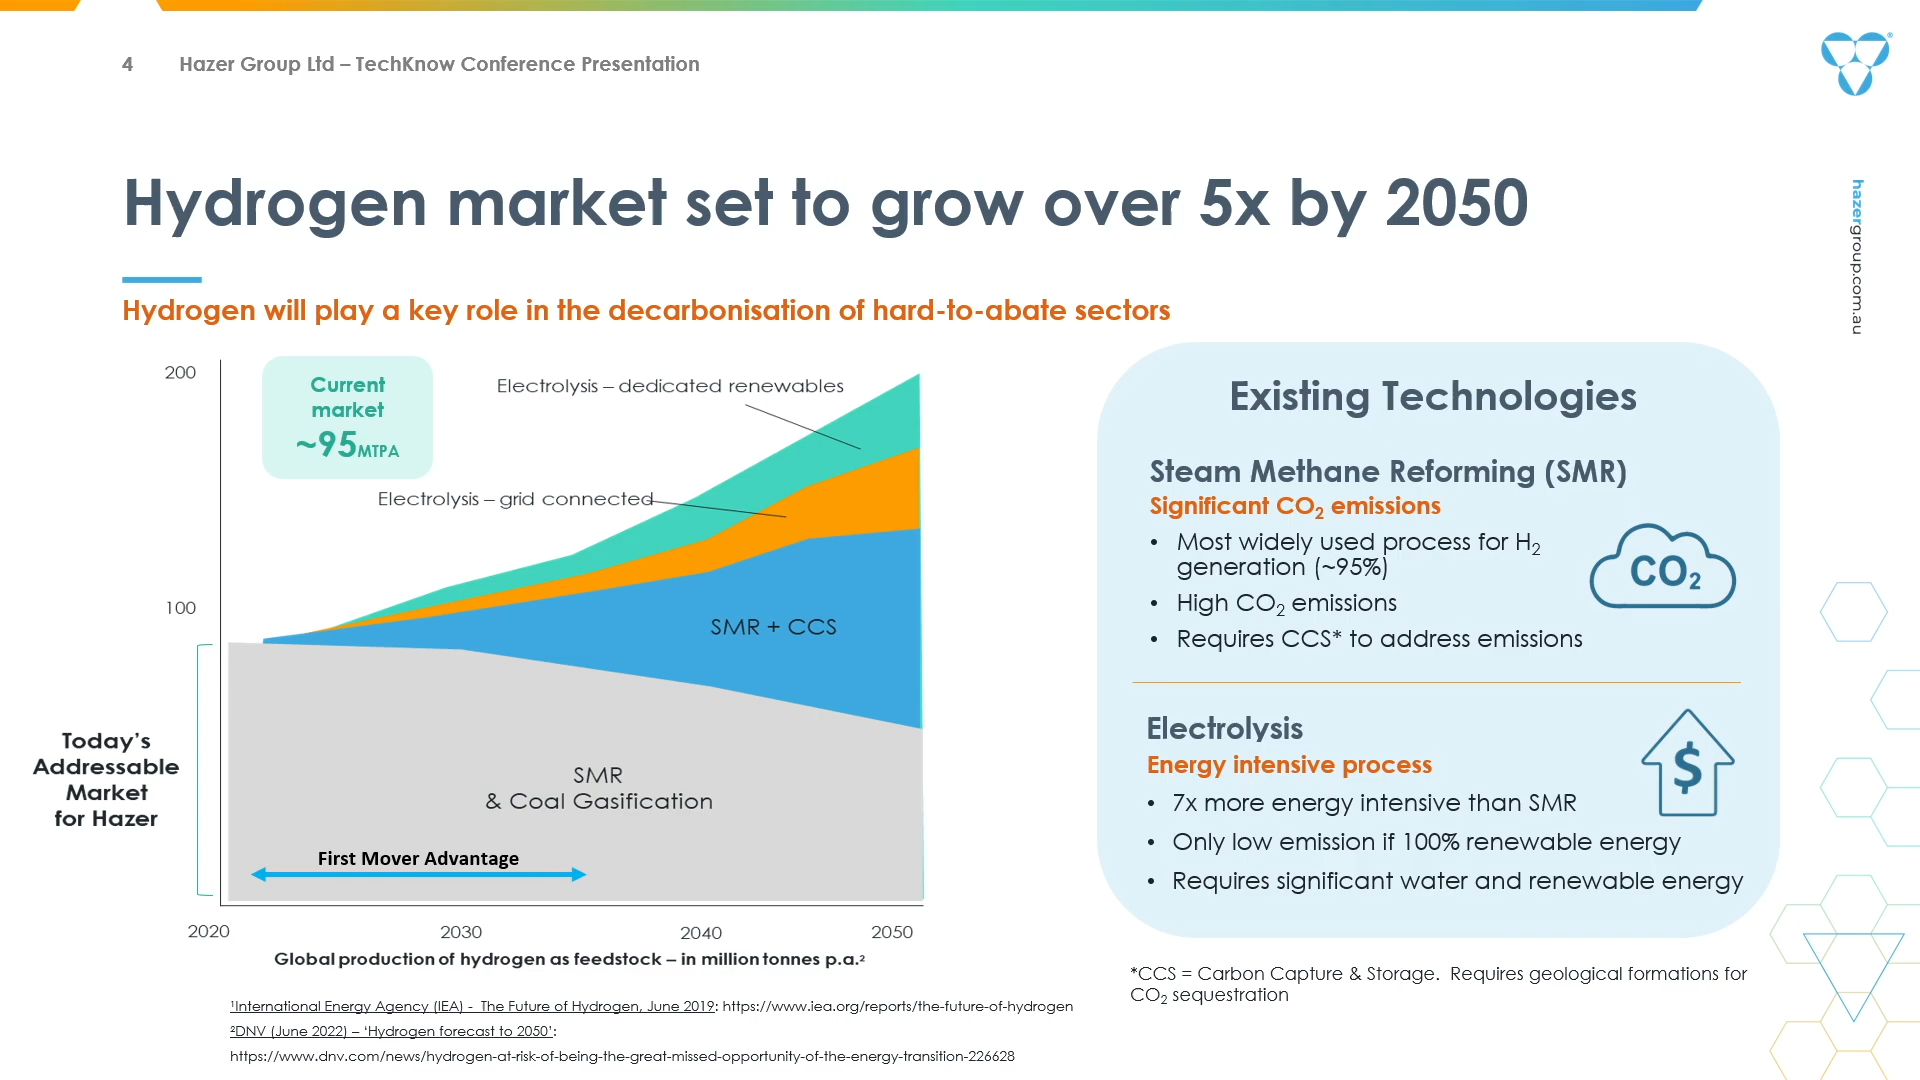 4 Hazer Group Ltd – TechKnow Conference Presentation
hazergroup.com.au
Hydrogen market set to grow over 5x by 2050
Hydrogen will play a key role in the decarbonisation of hard-to-abate sectors
200
100
Current
market
~95MTPA
Electrolysis – dedicated renewables
Electrolysis – grid connected
SMR + CCS
SMR
& Coal Gasification
First Mover Advantage
Today's
Addressable
Market
for Hazer
2020 2030 2040 2050
Global production of hydrogen as feedstock – in million tonnes p.a.²
¹International Energy Agency (IEA) - The Future of Hydrogen, June 2019: https://www.iea.org/reports/the-future-of-hydrogen
²DNV (June 2022) – ‘Hydrogen forecast to 2050’:
https://www.dnv.com/news/hydrogen-at-risk-of-being-the-great-missed-opportunity-of-the-energy-transition-226628
Existing Technologies
Steam Methane Reforming (SMR)
Significant CO₂ emissions
• Most widely used process for H₂
generation (~95%)
• High CO₂ emissions
• Requires CCS* to address emissions
CO₂
Electrolysis
Energy intensive process
• 7x more energy intensive than SMR
• Only low emission if 100% renewable energy
• Requires significant water and renewable energy
$
*CCS = Carbon Capture & Storage. Requires geological formations for
CO₂ sequestration